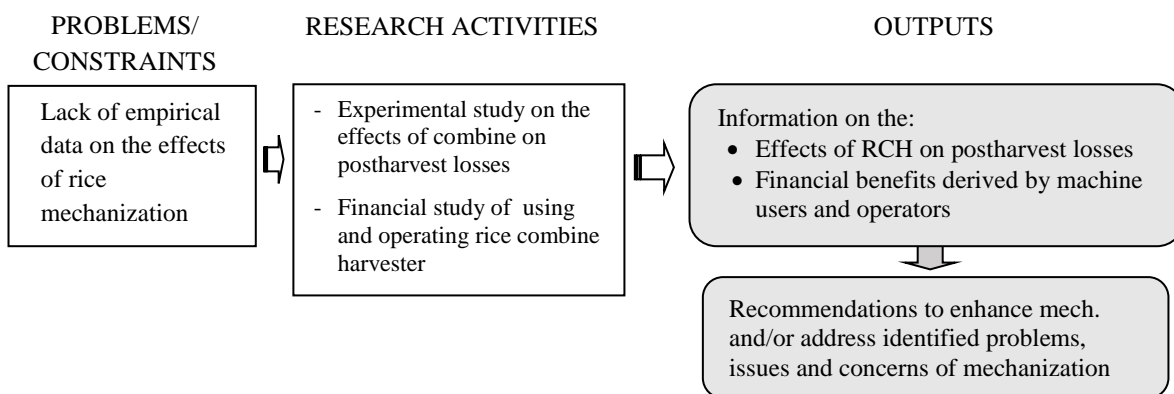 PROBLEMS/
CONSTRAINTS
Lack of empirical
data on the effects
of rice
mechanization
RESEARCH ACTIVITIES
- Experimental study on the
effects of combine on
postharvest losses
- Financial study of using
and operating rice combine
harvester
OUTPUTS
Information on the:
• Effects of RCH on postharvest losses
• Financial benefits derived by machine
users and operators
Recommendations to enhance mech.
and/or address identified problems,
issues and concerns of mechanization